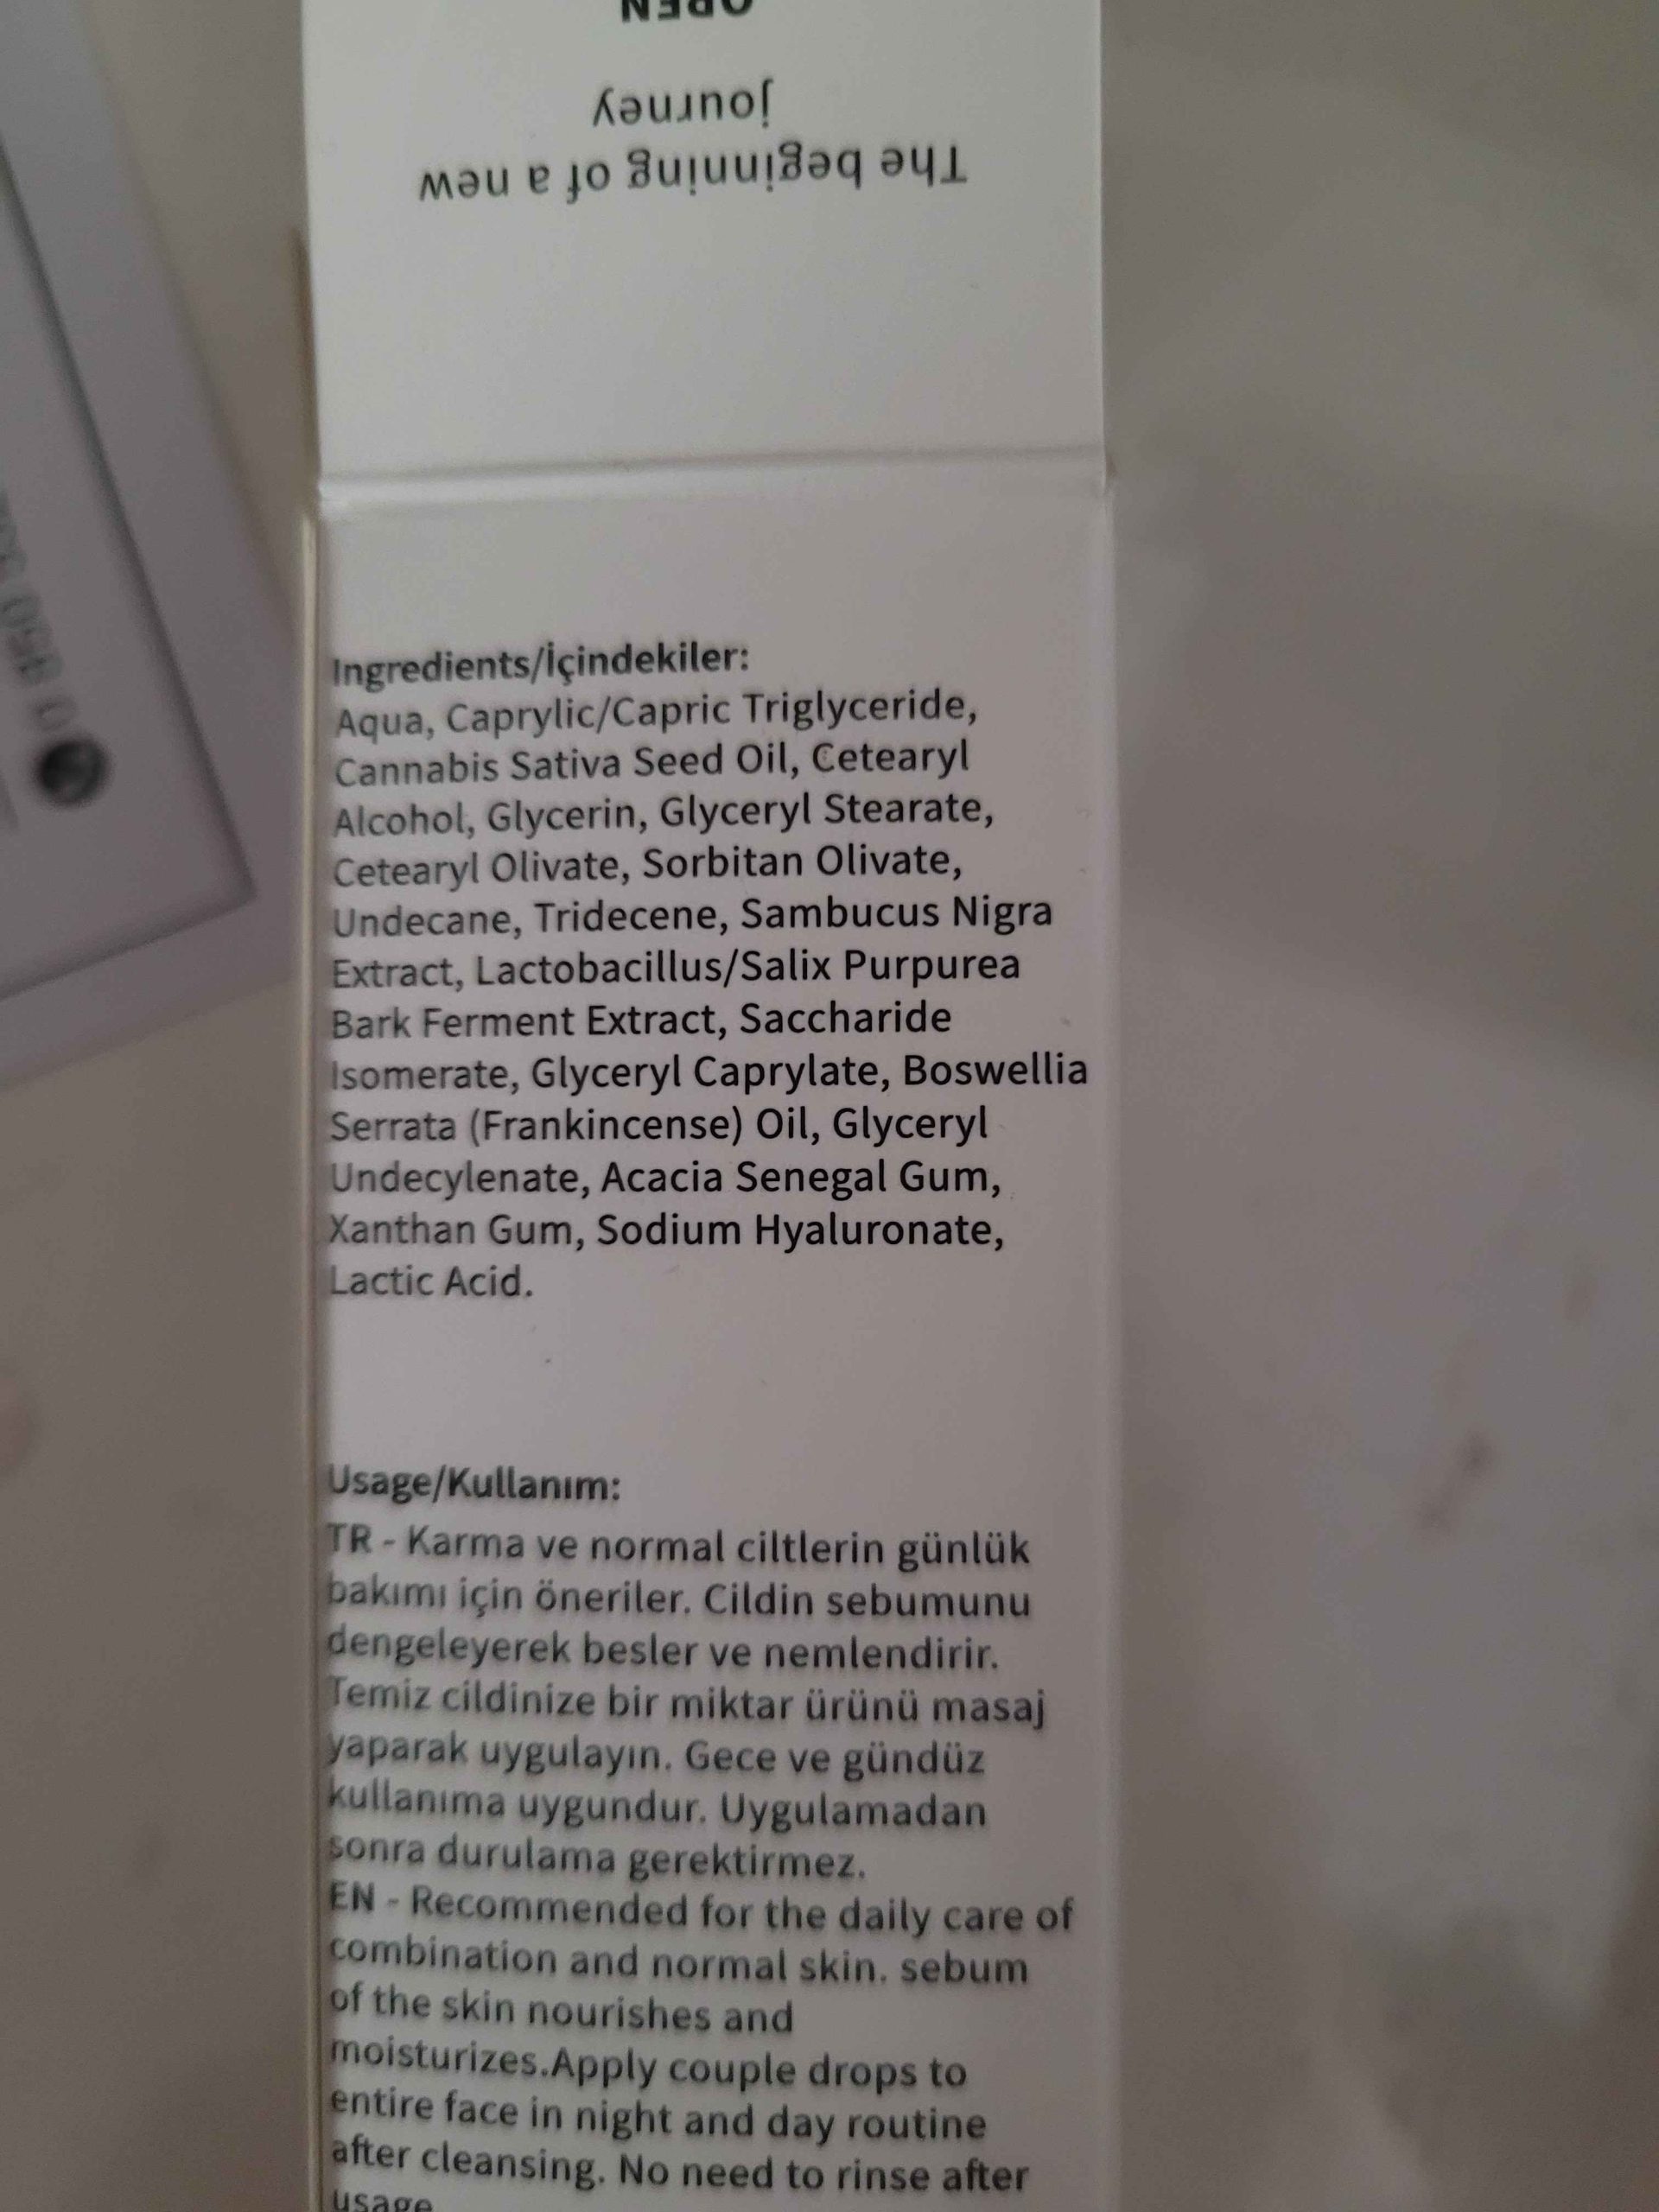 OPEN
The beginning of a new
journey
Ingredients/İçindekiler:
Aqua, Caprylic/Capric Triglyceride,
Cannabis Sativa Seed Oil, Cetearyl
Alcohol, Glycerin, Glyceryl Stearate,
Cetearyl Olivate, Sorbitan Olivate,
Undecane, Tridecene, Sambucus Nigra
Extract, Lactobacillus/Salix Purpurea
Bark Ferment Extract, Saccharide
Isomerate, Glyceryl Caprylate, Boswellia
Serrata (Frankincense) Oil, Glyceryl
Undecylenate, Acacia Senegal Gum,
Xanthan Gum, Sodium Hyaluronate,
Lactic Acid.
Usage/Kullanım:
TR - Karma ve normal ciltlerin günlük
bakımı için öneriler. Cildin sebumunu
dengeleyerek besler ve nemlendirir.
Temiz cildinize bir miktar ürünü masaj
yaparak uygulayın. Gece ve gündüz
kullanıma uygundur. Uygulamadan
sonra durulama gerektirmez.
EN - Recommended for the daily care of
combination and normal skin. sebum
of the skin nourishes and
moisturizes.Apply couple drops to
entire face in night and day routine
after cleansing. No need to rinse after
usage